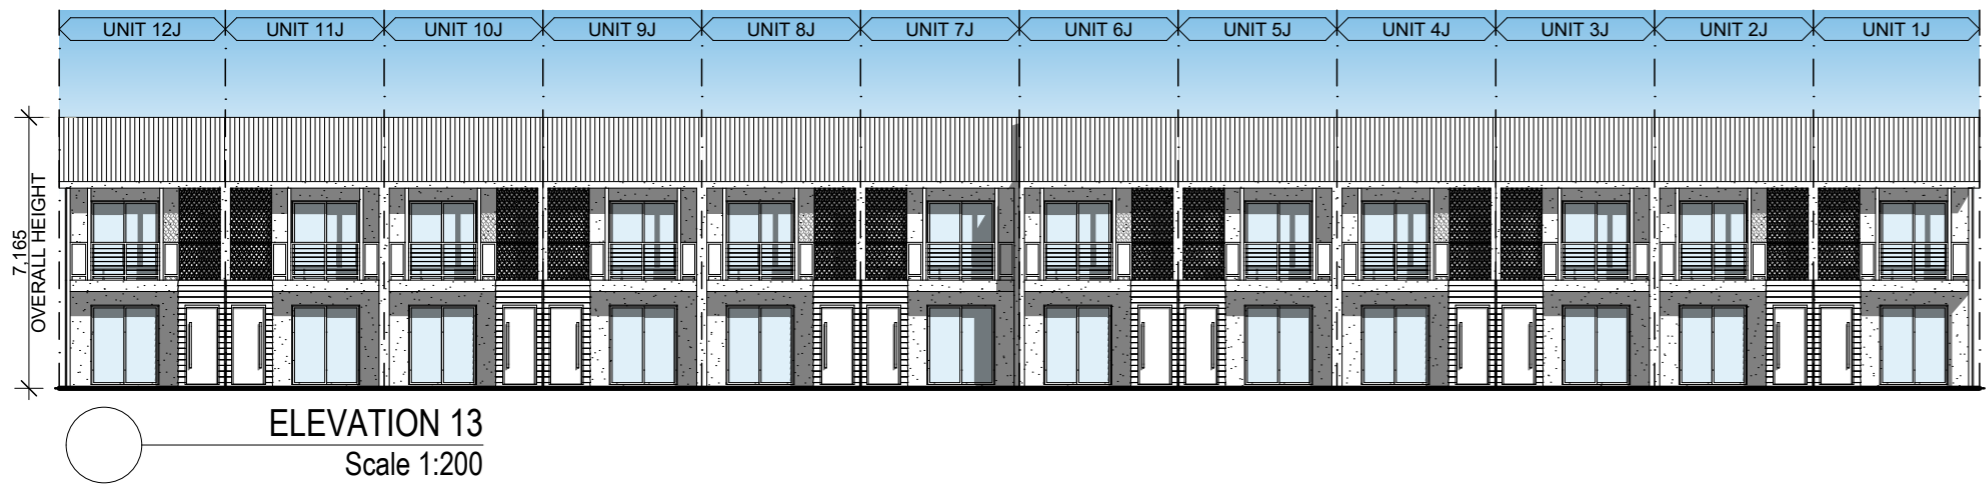 UNIT 12J UNIT 11J UNIT 10J UNIT 9J UNIT 8J UNIT 7J UNIT 6J UNIT 5J UNIT 4J UNIT 3J UNIT 2J UNIT 1J
7,165
OVERALL HEIGHT
ELEVATION 13
Scale 1:200